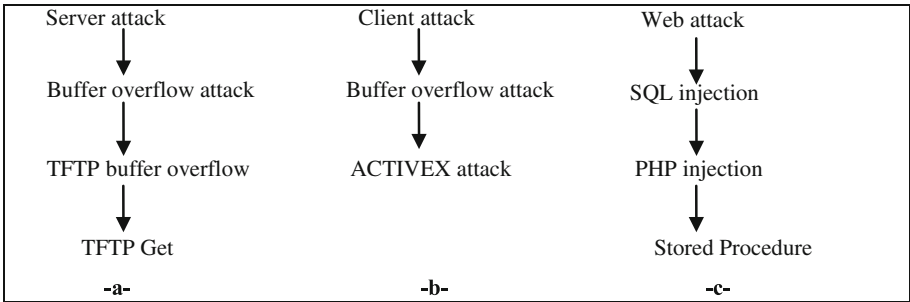 Server attack
Client attack
Web attack
Buffer overflow attack
Buffer overflow attack
SQL injection
TFTP buffer overflow
ACTIVEX attack
PHP injection
TFTP Get
Stored Procedure
-a-
-b-
-c-